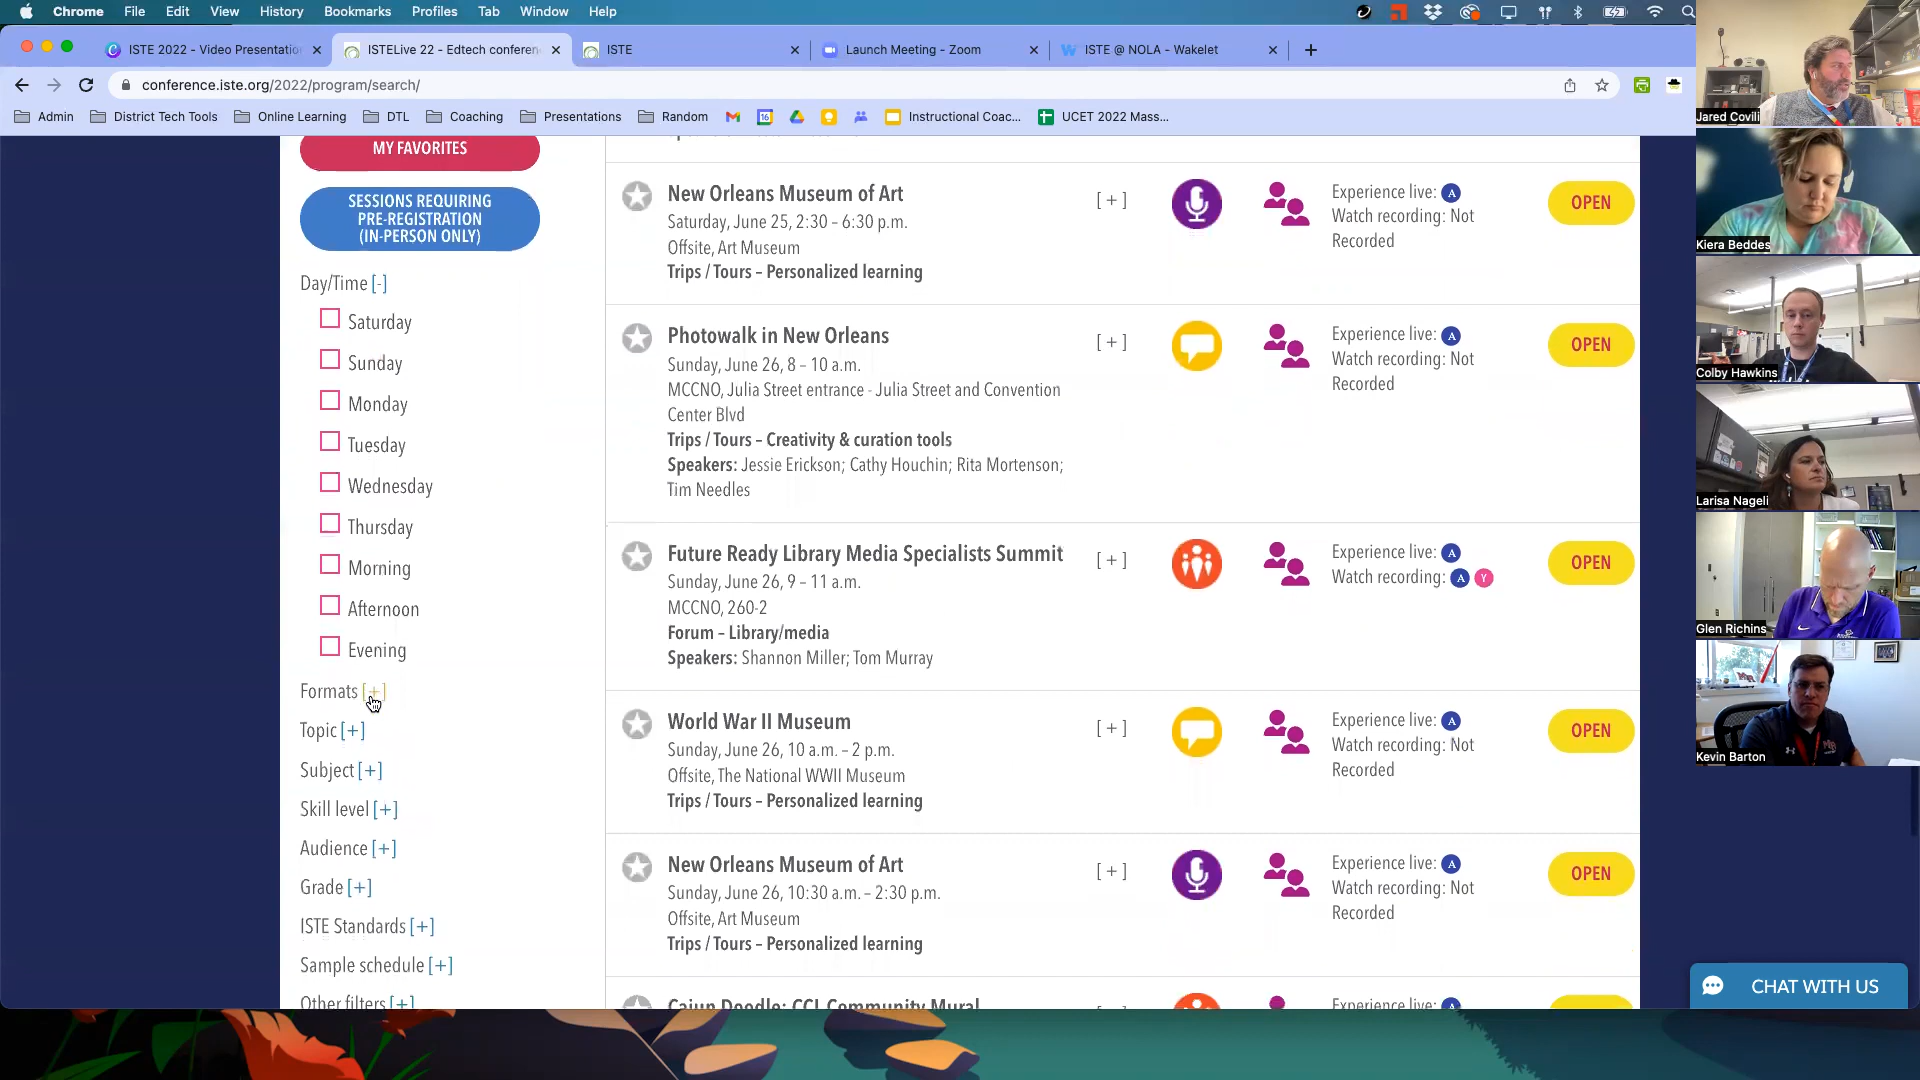 Chrome File Edit View History Bookmarks Profiles Tab Window Help
ISTE 2022 - Video Presentation
ISTELive 22 - Edtech conferen
ISTE
Launch Meeting - Zoom
ISTE @ NOLA - Wakelet
conference.iste.org/2022/program/search/
Admin
District Tech Tools
Online Learning
DTL
Coaching
Presentations
Random
Instructional Coac...
UCET 2022 Mass...
MY FAVORITES
SESSIONS REQUIRING
PRE-REGISTRATION
(IN-PERSON ONLY)
Day/Time [-]
Saturday
Sunday
Monday
Tuesday
Wednesday
Thursday
Morning
Afternoon
Evening
Formats [+]
Topic [+]
Subject [+]
Skill level [+]
Audience [+]
Grade [+]
ISTE Standards [+]
Sample schedule [+]
Other filters [+]
New Orleans Museum of Art
Saturday, June 25, 2:30 – 6:30 p.m.
Offsite, Art Museum
Trips / Tours – Personalized learning
[ + ]
Experience live: A
Watch recording: Not
Recorded
OPEN
Photowalk in New Orleans
Sunday, June 26, 8 – 10 a.m.
MCCNO, Julia Street entrance - Julia Street and Convention
Center Blvd
Trips / Tours – Creativity & curation tools
Speakers: Jessie Erickson; Cathy Houchin; Rita Mortenson;
Tim Needles
[ + ]
Experience live: A
Watch recording: Not
Recorded
OPEN
Future Ready Library Media Specialists Summit
Sunday, June 26, 9 – 11 a.m.
MCCNO, 260-2
Forum – Library/media
Speakers: Shannon Miller; Tom Murray
[ + ]
Experience live: A
Watch recording: A Y
OPEN
World War II Museum
Sunday, June 26, 10 a.m. – 2 p.m.
Offsite, The National WWII Museum
Trips / Tours – Personalized learning
[ + ]
Experience live: A
Watch recording: Not
Recorded
OPEN
New Orleans Museum of Art
Sunday, June 26, 10:30 a.m. – 2:30 p.m.
Offsite, Art Museum
Trips / Tours – Personalized learning
[ + ]
Experience live: A
Watch recording: Not
Recorded
OPEN
Cajun Doodle: CCL Community Mural
Experience live: A
CHAT WITH US
Jared Covili
Kiera Beddes
Colby Hawkins
Larisa Nageli
Glen Richins
Kevin Barton